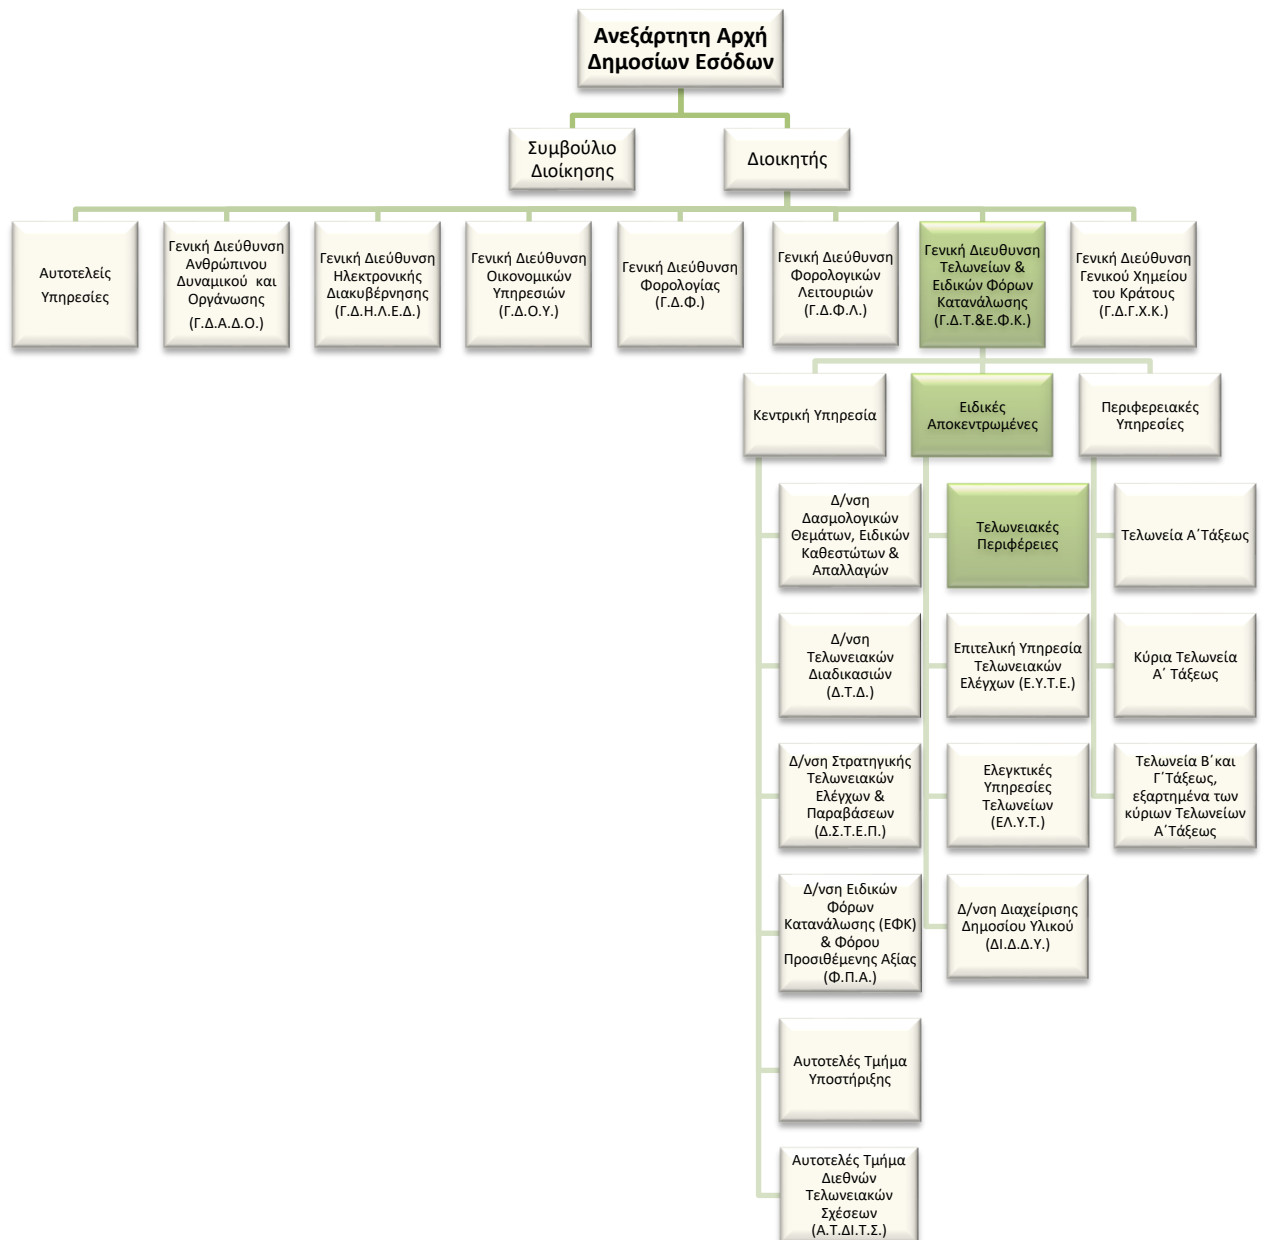 Ανεξάρτητη Αρχή
Δημοσίων Εσόδων
Συμβούλιο
Διοίκησης
Διοικητής
Αυτοτελείς
Υπηρεσίες
Γενική Διεύθυνση
Ανθρώπινου
Δυναμικού και
Οργάνωσης
(Γ.Δ.Α.Δ.Ο.)
Γενική Διεύθυνση
Ηλεκτρονικής
Διακυβέρνησης
(Γ.Δ.Η.Λ.Ε.Δ.)
Γενική Διεύθυνση
Οικονομικών
Υπηρεσιών
(Γ.Δ.Ο.Υ.)
Γενική Διεύθυνση
Φορολογίας
(Γ.Δ.Φ.)
Γενική Διεύθυνση
Φορολογικών
Λειτουριών
(Γ.Δ.Φ.Λ.)
Γενική Διευθυνση
Τελωνείων &
Ειδικών Φόρων
Κατανάλωσης
(Γ.Δ.Τ.&Ε.Φ.Κ.)
Γενική Διεύθυνση
Γενικού Χημείου
του Κράτους
(Γ.Δ.Γ.Χ.Κ.)
Κεντρική Υπηρεσία
Ειδικές
Αποκεντρωμένες
Περιφερειακές
Υπηρεσίες
Δ/νση
Δασμολογικών
Θεμάτων, Ειδικών
Καθεστώτων &
Απαλλαγών
Δ/νση
Τελωνειακών
Διαδικασιών
(Δ.Τ.Δ.)
Δ/νση Στρατηγικής
Τελωνειακών
Ελέγχων &
Παραβάσεων
(Δ.Σ.Τ.Ε.Π.)
Δ/νση Ειδικών
Φόρων
Κατανάλωσης (ΕΦΚ)
& Φόρου
Προσιθέμενης Αξίας
(Φ.Π.Α.)
Αυτοτελές Τμήμα
Υποστήριξης
Αυτοτελές Τμήμα
Διεθνών
Τελωνειακών
Σχέσεων
(Α.Τ.ΔΙ.Τ.Σ.)
Τελωνειακές
Περιφέρειες
Επιτελική Υπηρεσία
Τελωνειακών
Ελέγχων (Ε.Υ.Τ.Ε.)
Ελεγκτικές
Υπηρεσίες
Τελωνείων
(ΕΛ.Υ.Τ.)
Δ/νση Διαχείρισης
Δημοσίου Υλικού
(ΔΙ.Δ.Δ.Υ.)
Τελωνεία Α΄Τάξεως
Κύρια Τελωνεία
Α΄ Τάξεως
Τελωνεία Β΄και
Γ΄Τάξεως,
εξαρτημένα των
κύριων Τελωνείων
Α΄Τάξεως